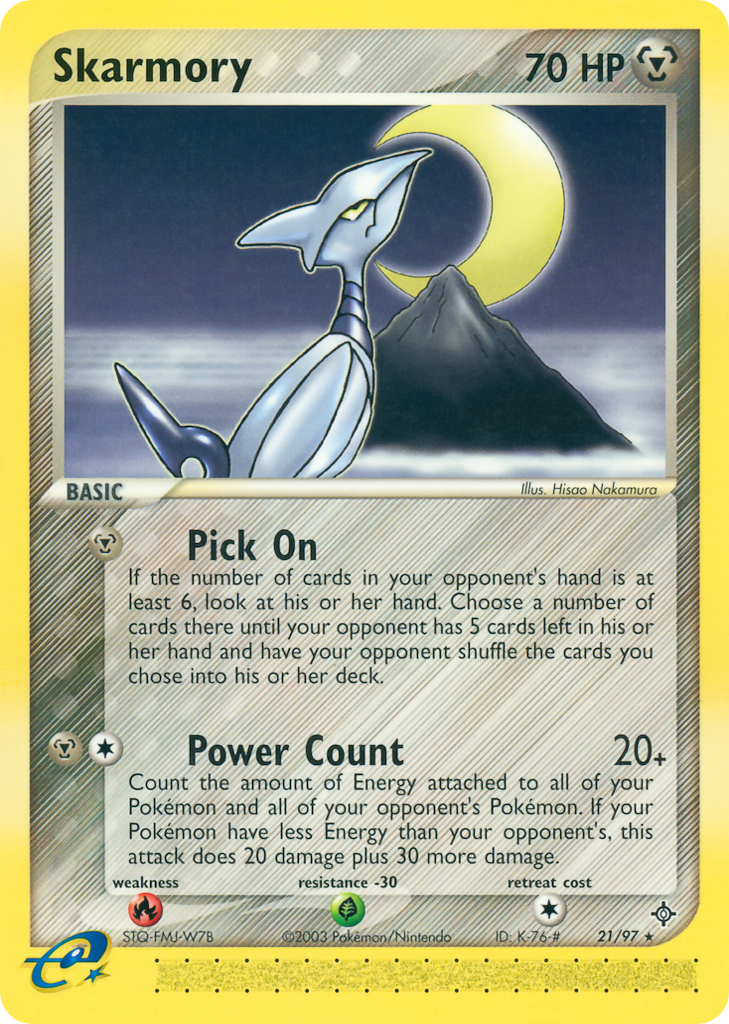 Skarmory 70 HP
BASIC
Illus. Hisao Nakamura
Pick On
If the number of cards in your opponent's hand is at
least 6, look at his or her hand. Choose a number of
cards there until your opponent has 5 cards left in his or
her hand and have your opponent shuffle the cards you
chose into his or her deck.
Power Count 20+
Count the amount of Energy attached to all of your
Pokémon and all of your opponent's Pokémon. If your
Pokémon have less Energy than your opponent's, this
attack does 20 damage plus 30 more damage.
weakness resistance -30 retreat cost
STQ-FMJ-W7B ©2003 Pokémon/Nintendo ID: K-76-# 21/97 ★
e